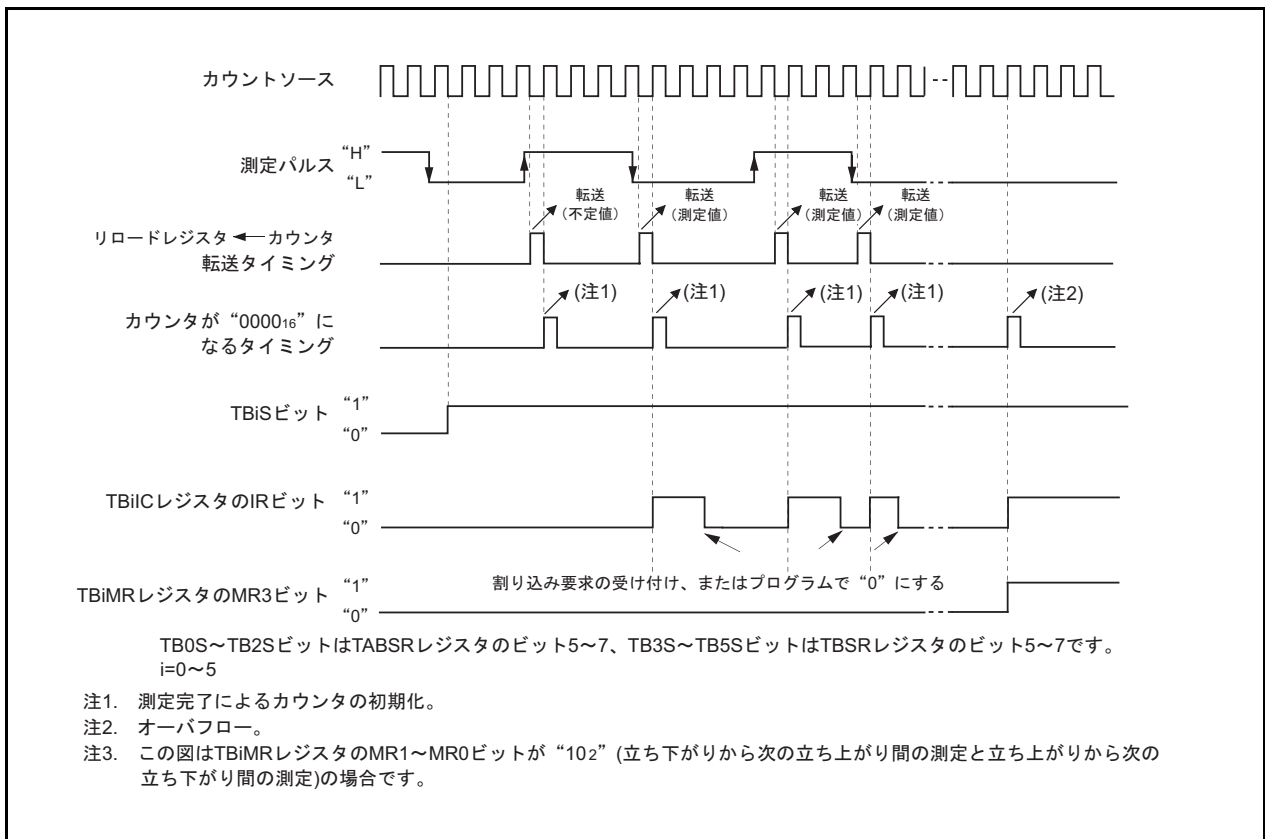 カウントソース
測定パルス
“H”
“L”
転送
(不定値)
転送
(測定値)
転送
(測定値)
転送
(測定値)
リロードレジスタ ← カウンタ
転送タイミング
(注1)
(注1)
(注1)
(注1)
(注2)
カウンタが“0000₁₆”に
なるタイミング
TBiSビット
“1”
“0”
TBiICレジスタのIRビット
“1”
“0”
割り込み要求の受け付け、またはプログラムで“0”にする
TBiMRレジスタのMR3ビット
“1”
“0”
TB0S～TB2SビットはTABSRレジスタのビット5～7、TB3S～TB5SビットはTBSRレジスタのビット5～7です。
i=0～5
注1. 測定完了によるカウンタの初期化。
注2. オーバフロー。
注3. この図はTBiMRレジスタのMR1～MR0ビットが“10₂”(立ち下がりから次の立ち上がり間の測定と立ち上がりから次の
立ち下がり間の測定)の場合です。